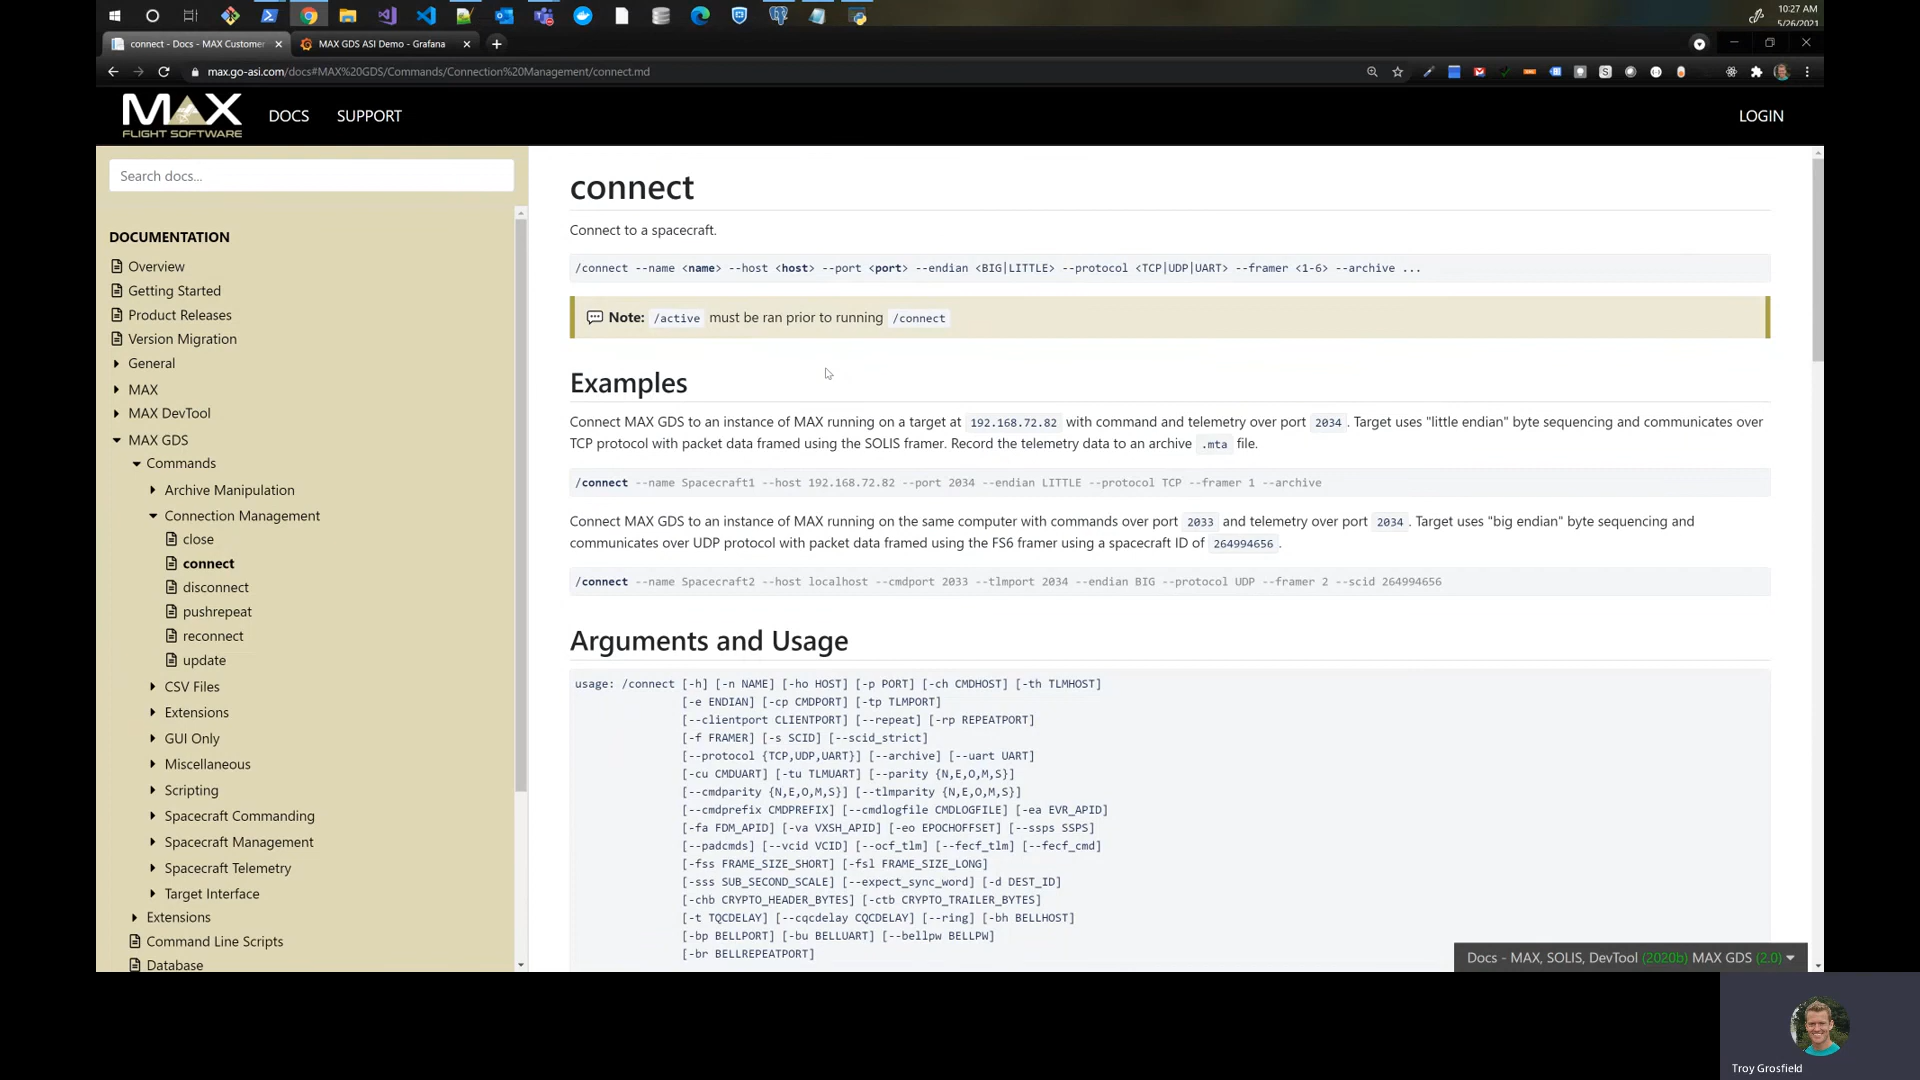 10:27 AM
5/26/2021
connect - Docs - MAX Customer
MAX GDS ASI Demo - Grafana
max.go-asi.com/docs#MAX%20GDS/Commands/Connection%20Management/connect.md
MAX
FLIGHT SOFTWARE
DOCS
SUPPORT
LOGIN
Search docs...
DOCUMENTATION
Overview
Getting Started
Product Releases
Version Migration
General
MAX
MAX DevTool
MAX GDS
Commands
Archive Manipulation
Connection Management
close
connect
disconnect
pushrepeat
reconnect
update
CSV Files
Extensions
GUI Only
Miscellaneous
Scripting
Spacecraft Commanding
Spacecraft Management
Spacecraft Telemetry
Target Interface
Extensions
Command Line Scripts
Database
connect
Connect to a spacecraft.
/connect --name <name> --host <host> --port <port> --endian <BIG|LITTLE> --protocol <TCP|UDP|UART> --framer <1-6> --archive ...
Note: /active must be ran prior to running /connect
Examples
Connect MAX GDS to an instance of MAX running on a target at 192.168.72.82 with command and telemetry over port 2034. Target uses "little endian" byte sequencing and communicates over
TCP protocol with packet data framed using the SOLIS framer. Record the telemetry data to an archive .mta file.
/connect --name Spacecraft1 --host 192.168.72.82 --port 2034 --endian LITTLE --protocol TCP --framer 1 --archive
Connect MAX GDS to an instance of MAX running on the same computer with commands over port 2033 and telemetry over port 2034. Target uses "big endian" byte sequencing and
communicates over UDP protocol with packet data framed using the FS6 framer using a spacecraft ID of 264994656.
/connect --name Spacecraft2 --host localhost --cmdport 2033 --tlmport 2034 --endian BIG --protocol UDP --framer 2 --scid 264994656
Arguments and Usage
usage: /connect [-h] [-n NAME] [-ho HOST] [-p PORT] [-ch CMDHOST] [-th TLMHOST]
[-e ENDIAN] [-cp CMDPORT] [-tp TLMPORT]
[--clientport CLIENTPORT] [--repeat] [-rp REPEATPORT]
[-f FRAMER] [-s SCID] [--scid_strict]
[--protocol {TCP,UDP,UART}] [--archive] [--uart UART]
[-cu CMDUART] [-tu TLMUART] [--parity {N,E,O,M,S}]
[--cmdparity {N,E,O,M,S}] [--tlmparity {N,E,O,M,S}]
[--cmdprefix CMDPREFIX] [--cmdlogfile CMDLOGFILE] [-ea EVR_APID]
[-fa FDM_APID] [-va VXSH_APID] [-eo EPOCHOFFSET] [--ssps SSPS]
[--padcmds] [--vcid VCID] [--ocf_tlm] [--fecf_tlm] [--fecf_cmd]
[-fss FRAME_SIZE_SHORT] [-fsl FRAME_SIZE_LONG]
[-sss SUB_SECOND_SCALE] [--expect_sync_word] [-d DEST_ID]
[-chb CRYPTO_HEADER_BYTES] [-ctb CRYPTO_TRAILER_BYTES]
[-t TQCDELAY] [--cqcdelay CQCDELAY] [--ring] [-bh BELLHOST]
[-bp BELLPORT] [-bu BELLUART] [--bellpw BELLPW]
[-br BELLREPEATPORT]
Docs - MAX, SOLIS, DevTool (2020b) MAX GDS (2.0)
Troy Grosfield